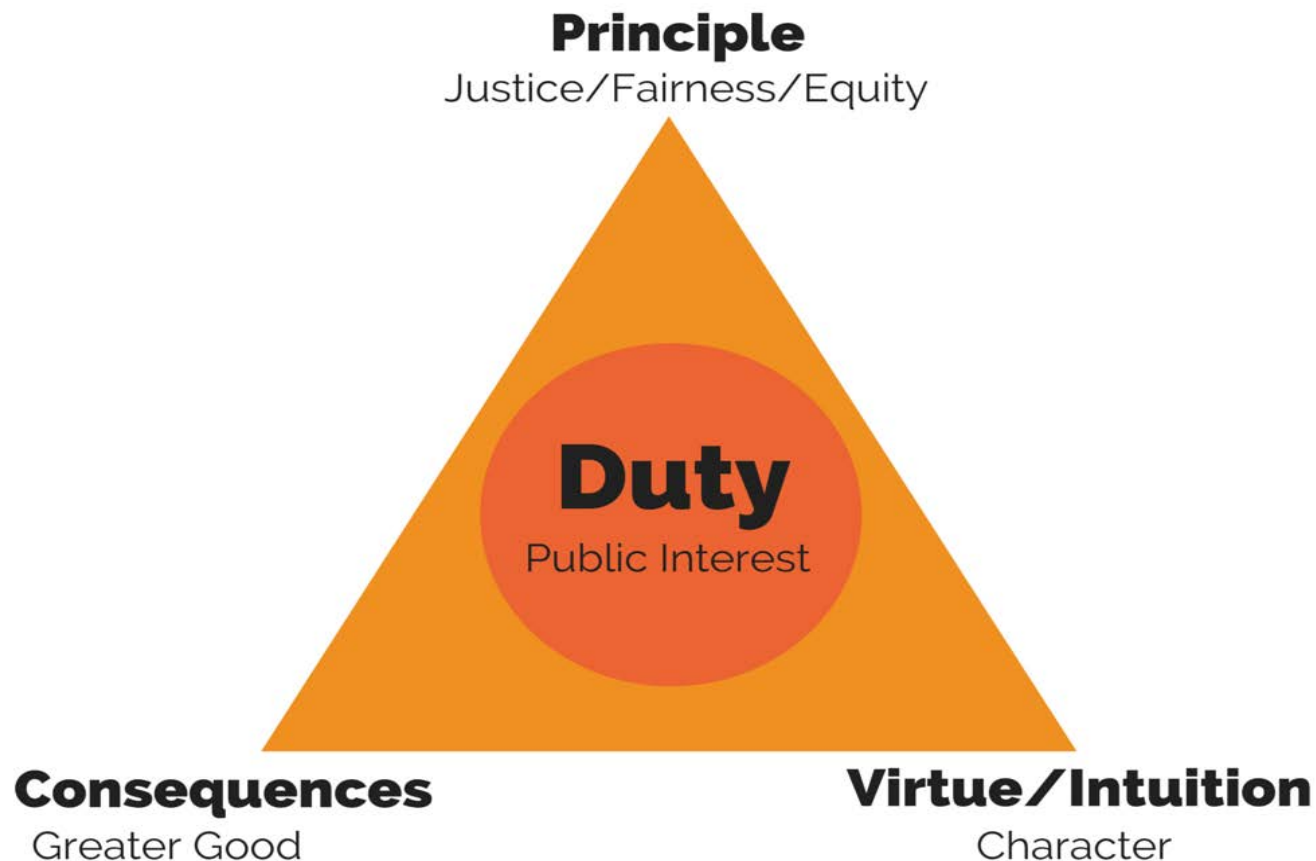 Principle
Justice/Fairness/Equity
Duty
Public Interest
Consequences
Greater Good
Virtue/Intuition
Character